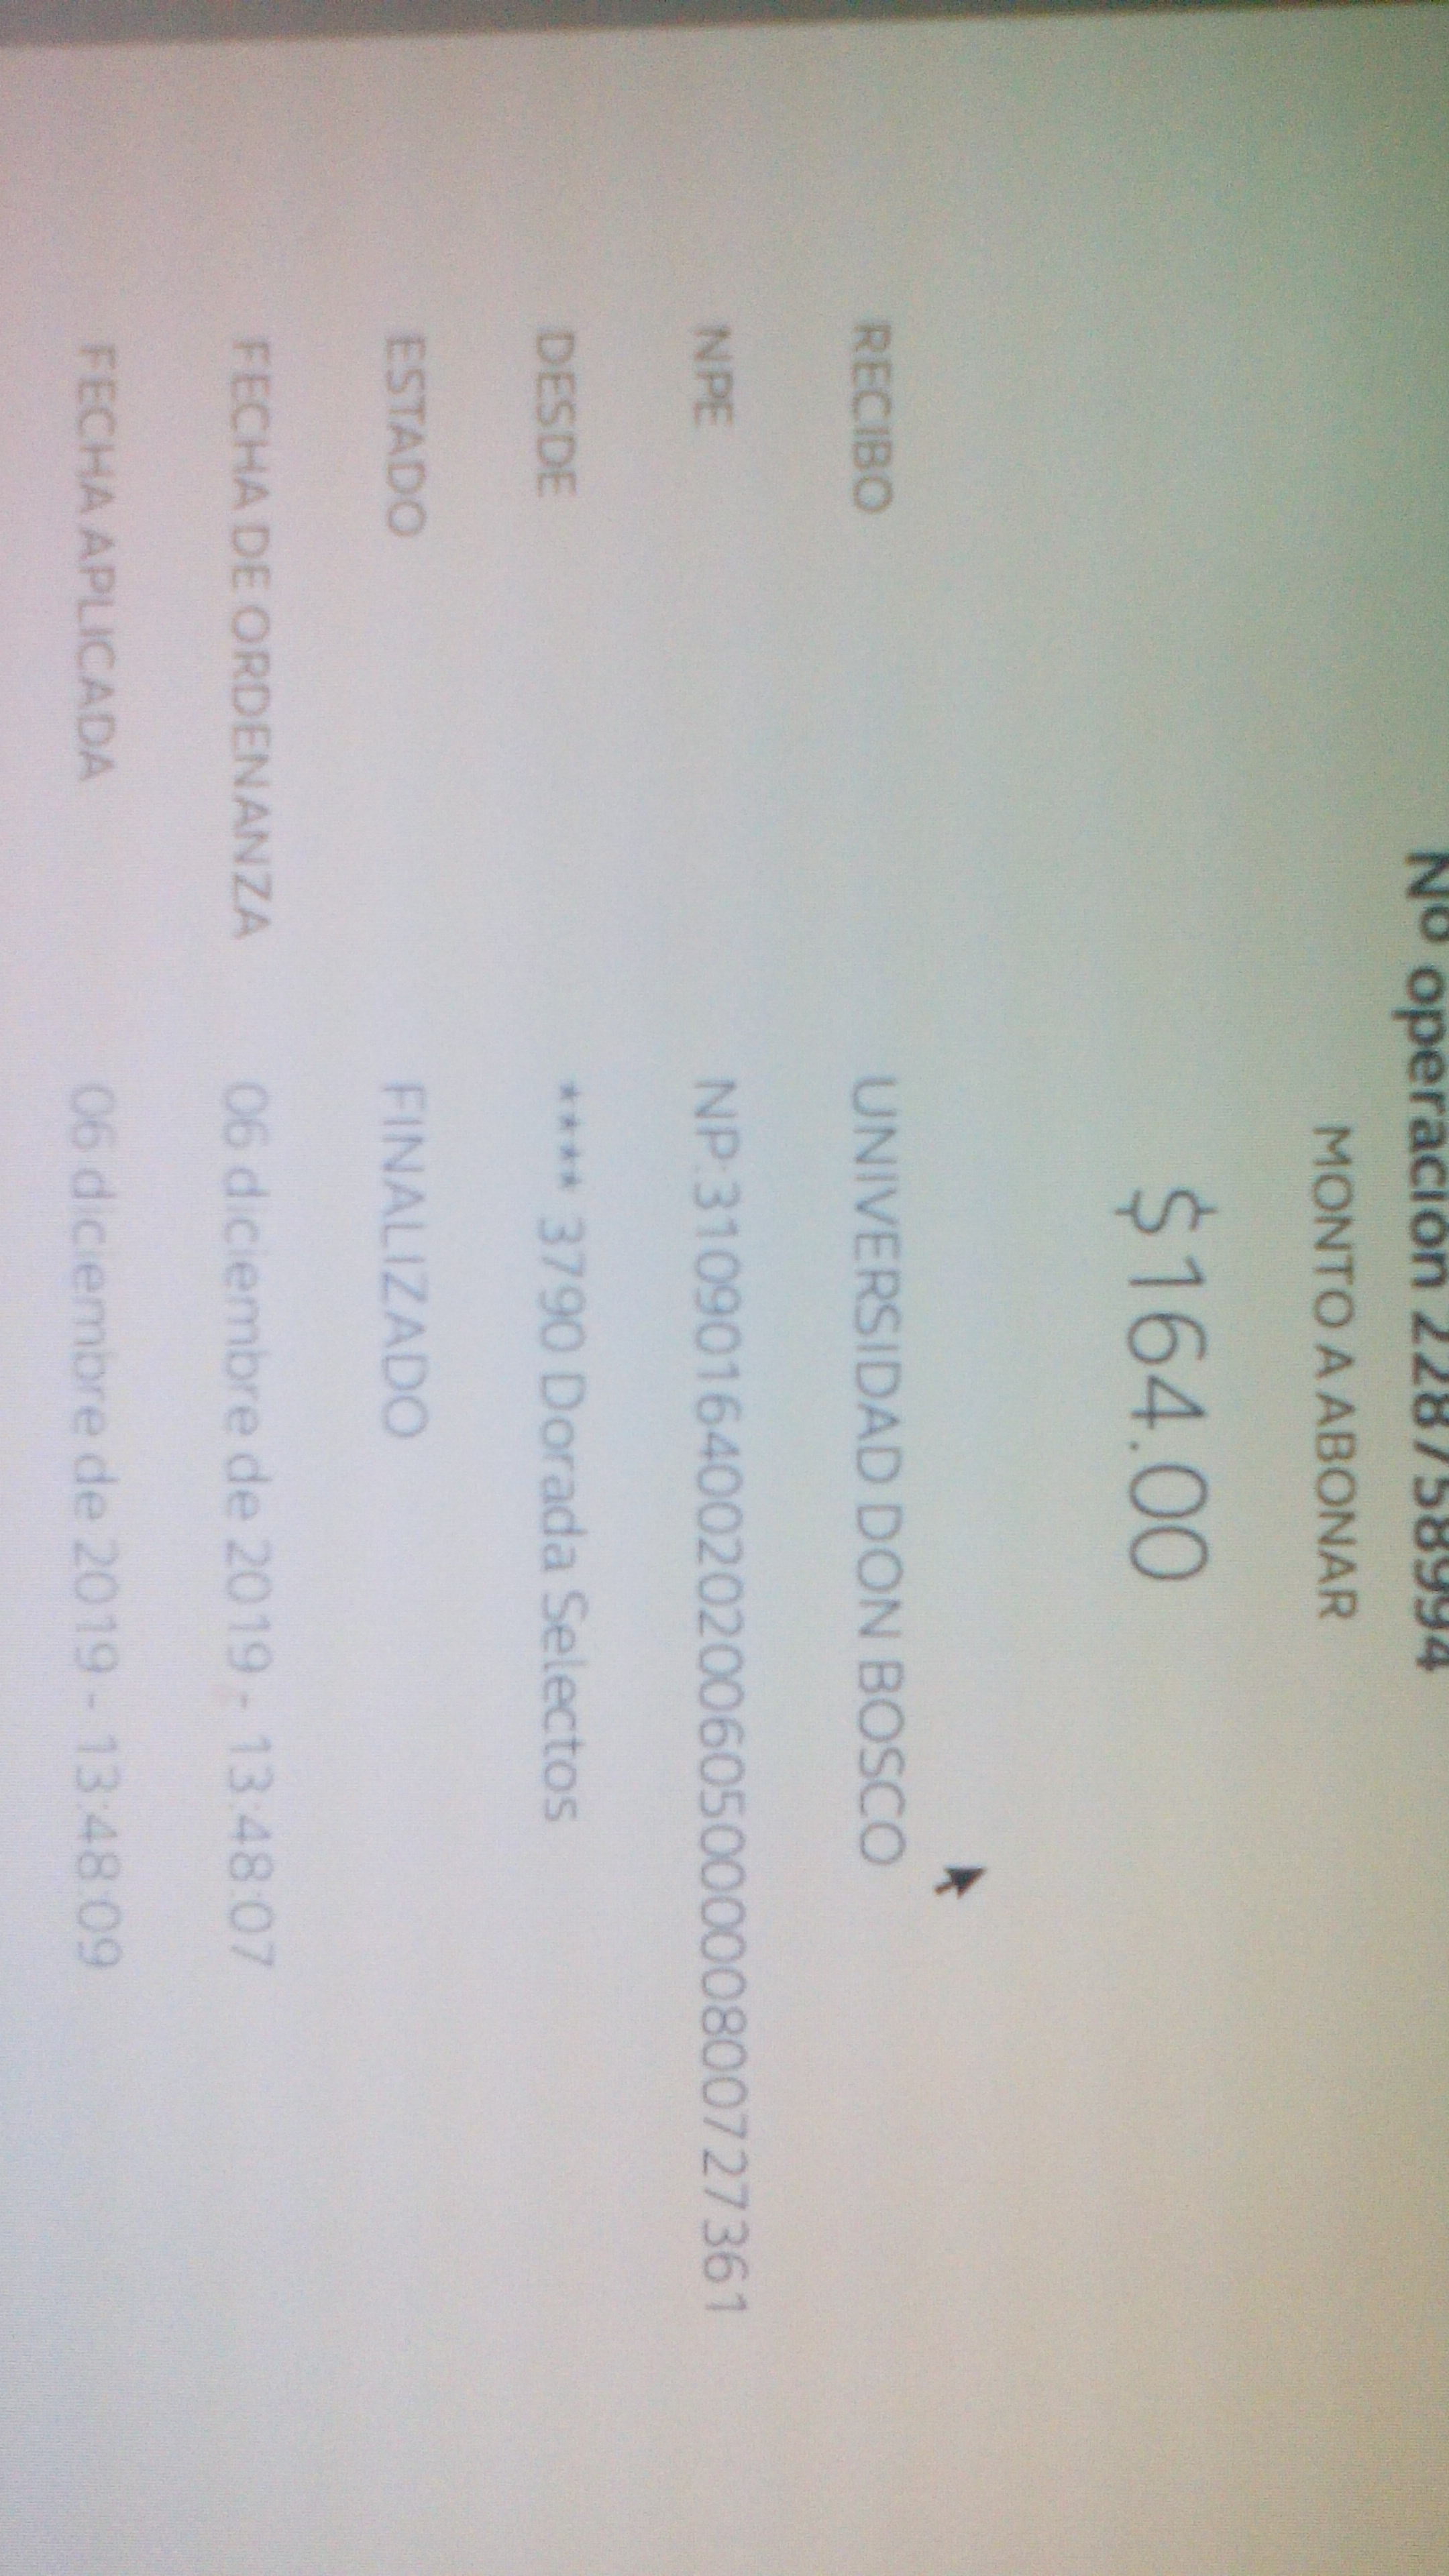 No operación 228758994
MONTO A ABONAR
$164.00
RECIBO UNIVERSIDAD DON BOSCO
NPE NP:3109016400202020060500000800727361
DESDE **** 3790 Dorada Selectos
ESTADO FINALIZADO
FECHA DE ORDENANZA 06 diciembre de 2019 - 13:48:07
FECHA APLICADA 06 diciembre de 2019 - 13:48:09